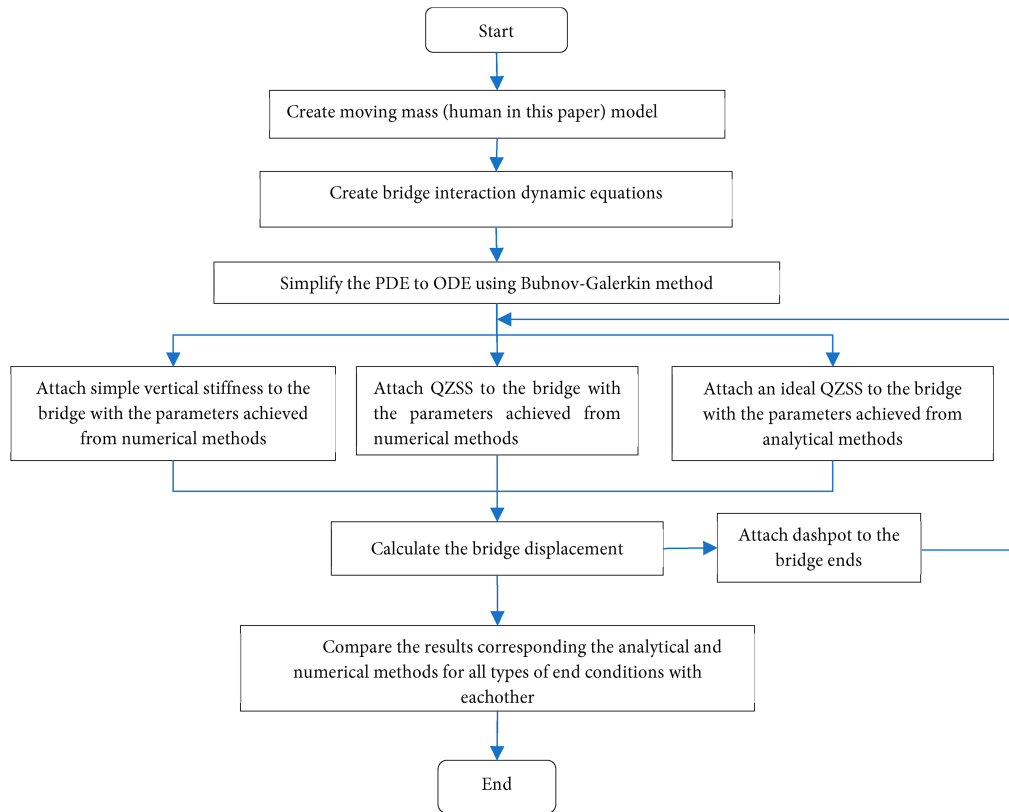 Start
Create moving mass (human in this paper) model
Create bridge interaction dynamic equations
Simplify the PDE to ODE using Bubnov-Galerkin method
Attach simple vertical stiffness to the
bridge with the parameters achieved
from numerical methods
Attach QZSS to the bridge with
the parameters achieved from
numerical methods
Attach an ideal QZSS to the bridge
with the parameters achieved from
analytical methods
Calculate the bridge displacement
Attach dashpot to the
bridge ends
Compare the results corresponding the analytical and
numerical methods for all types of end conditions with
eachother
End